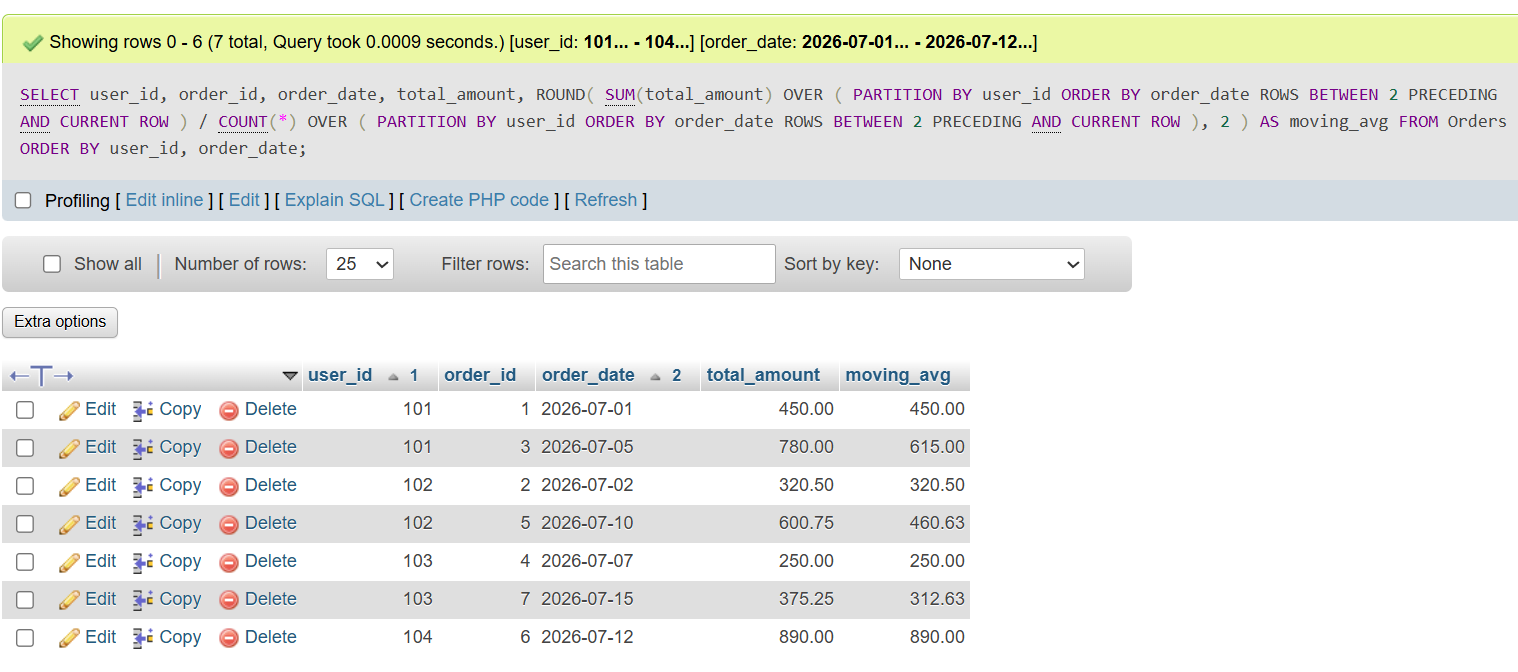 Showing rows 0 - 6 (7 total, Query took 0.0009 seconds.) [user_id: 101... - 104...] [order_date: 2026-07-01... - 2026-07-12...]
SELECT user_id, order_id, order_date, total_amount, ROUND( SUM(total_amount) OVER ( PARTITION BY user_id ORDER BY order_date ROWS BETWEEN 2 PRECEDING
AND CURRENT ROW ) / COUNT(*) OVER ( PARTITION BY user_id ORDER BY order_date ROWS BETWEEN 2 PRECEDING AND CURRENT ROW ), 2 ) AS moving_avg FROM Orders
ORDER BY user_id, order_date;
Profiling [ Edit inline ] [ Edit ] [ Explain SQL ] [ Create PHP code ] [ Refresh ]
Show all | Number of rows: 25 Filter rows: Search this table Sort by key: None
Extra options
←T→ user_id 1 order_id order_date 2 total_amount moving_avg
Edit Copy Delete 101 1 2026-07-01 450.00 450.00
Edit Copy Delete 101 3 2026-07-05 780.00 615.00
Edit Copy Delete 102 2 2026-07-02 320.50 320.50
Edit Copy Delete 102 5 2026-07-10 600.75 460.63
Edit Copy Delete 103 4 2026-07-07 250.00 250.00
Edit Copy Delete 103 7 2026-07-15 375.25 312.63
Edit Copy Delete 104 6 2026-07-12 890.00 890.00